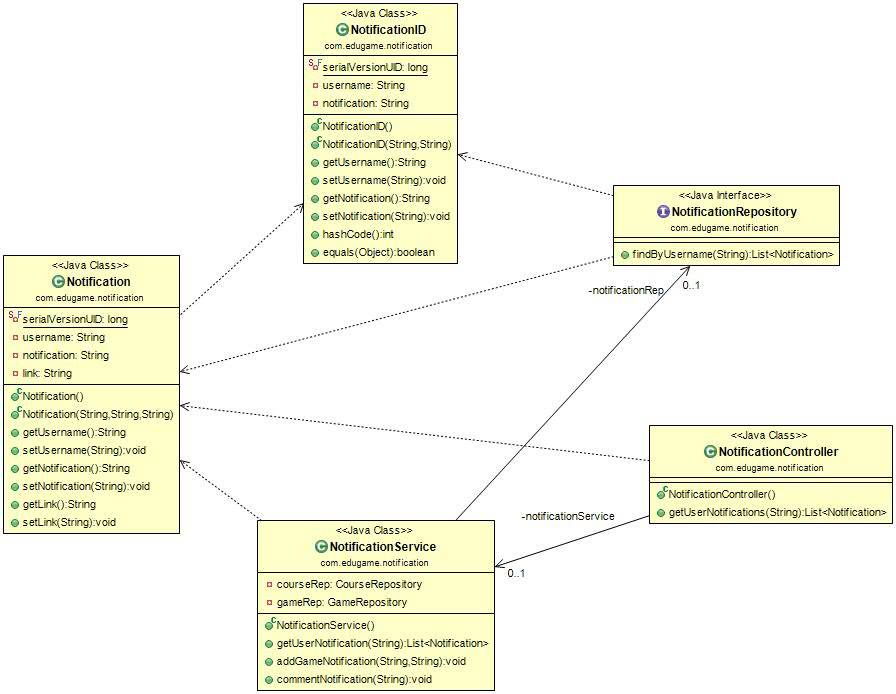 <<Java Class>>
NotificationID
com.edugame.notification
serialVersionUID: long
username: String
notification: String
NotificationID()
NotificationID(String,String)
getUsername():String
setUsername(String):void
getNotification():String
setNotification(String):void
hashCode():int
equals(Object):boolean
<<Java Interface>>
NotificationRepository
com.edugame.notification
findByUsername(String):List<Notification>
<<Java Class>>
Notification
com.edugame.notification
serialVersionUID: long
username: String
notification: String
link: String
Notification()
Notification(String,String,String)
getUsername():String
setUsername(String):void
getNotification():String
setNotification(String):void
getLink():String
setLink(String):void
-notificationRep
0..1
<<Java Class>>
NotificationController
com.edugame.notification
NotificationController()
getUserNotifications(String):List<Notification>
-notificationService
0..1
<<Java Class>>
NotificationService
com.edugame.notification
courseRep: CourseRepository
gameRep: GameRepository
NotificationService()
getUserNotification(String):List<Notification>
addGameNotification(String,String):void
commentNotification(String):void